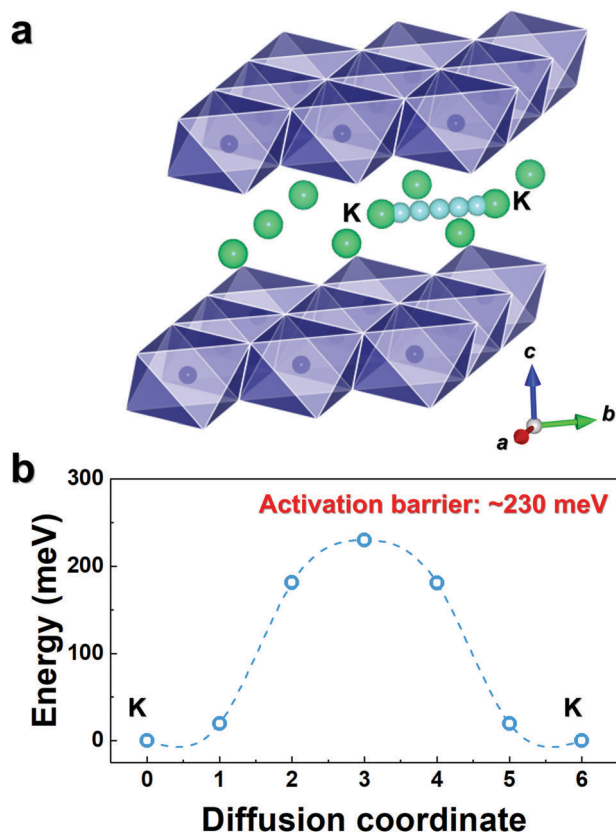 a
K
K
c
b
a
b
Activation barrier: ~230 meV
Energy (meV)
300
200
100
0
K
K
0 1 2 3 4 5 6
Diffusion coordinate